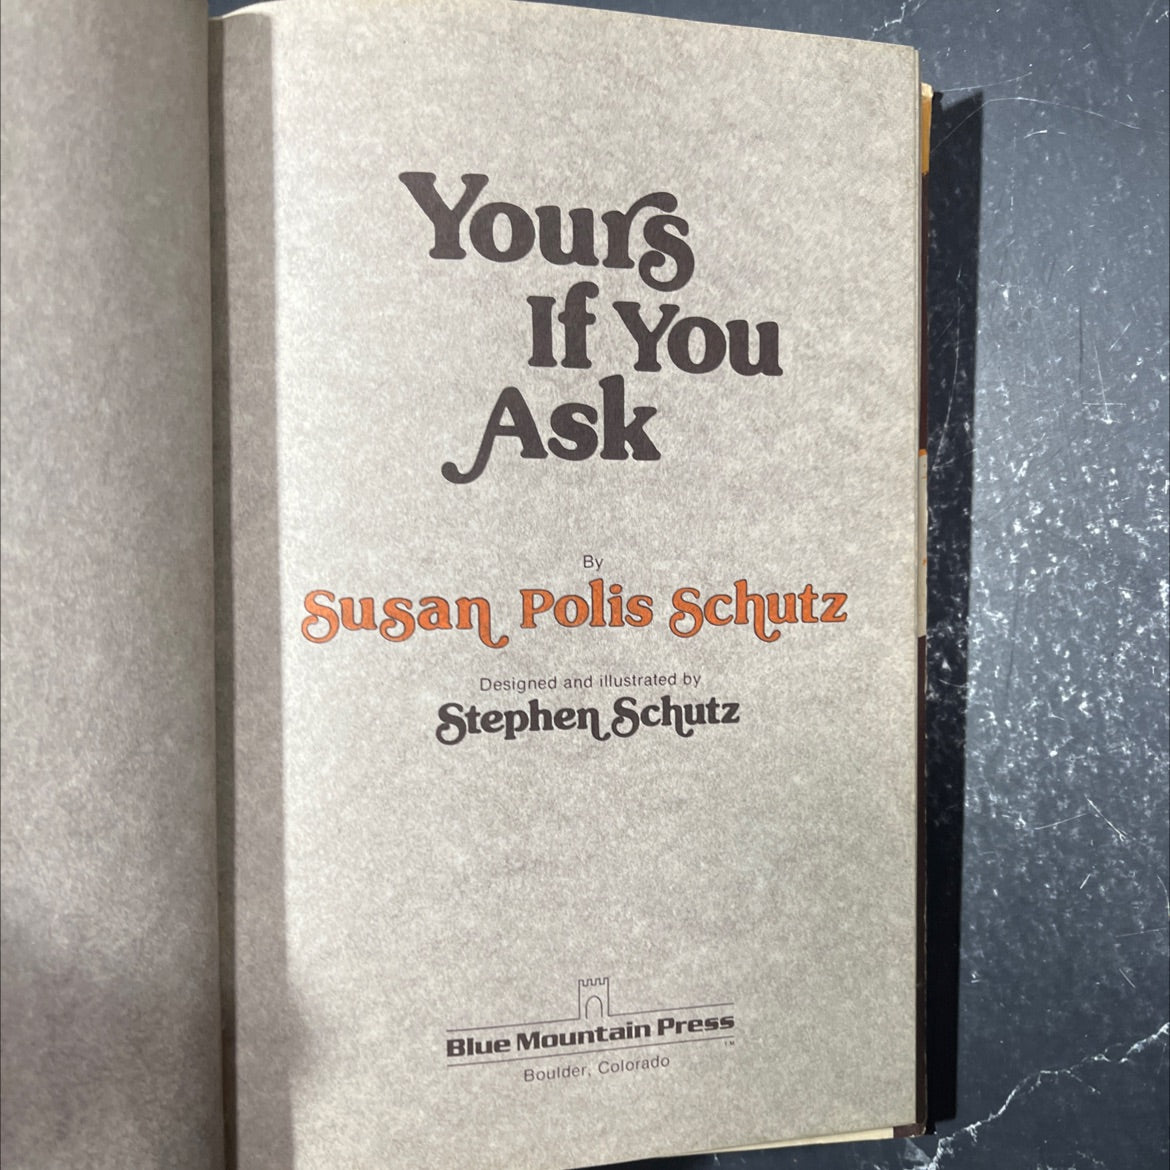 Yours
If You
Ask
By
Susan Polis Schutz
Designed and illustrated by
Stephen Schutz
Blue Mountain Press
TM
Boulder, Colorado